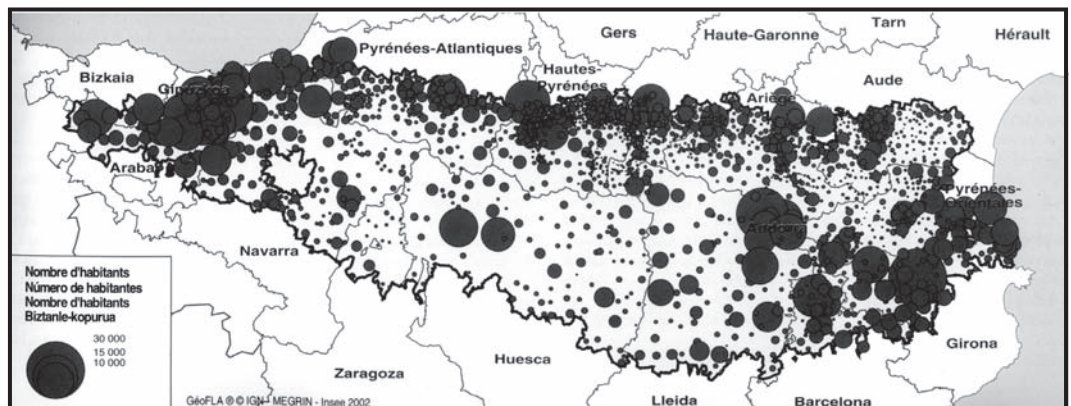 Tarn
Gers
Haute-Garonne
Hérault
Pyrénées-Atlantiques
Bizkaia
Hautes-
Pyrénées
Aude
Gipuzkoa
Ariège
Araba
Pyrénées-
Orientales
Andorra
Navarra
Nombre d'habitants
Número de habitantes
Nombre d'habitants
Biztanle-kopurua
30 000
15 000
10 000
Girona
Huesca
Zaragoza
GéoFLA ® © IGN - MEGRIN - Insee 2002
Lleida
Barcelona